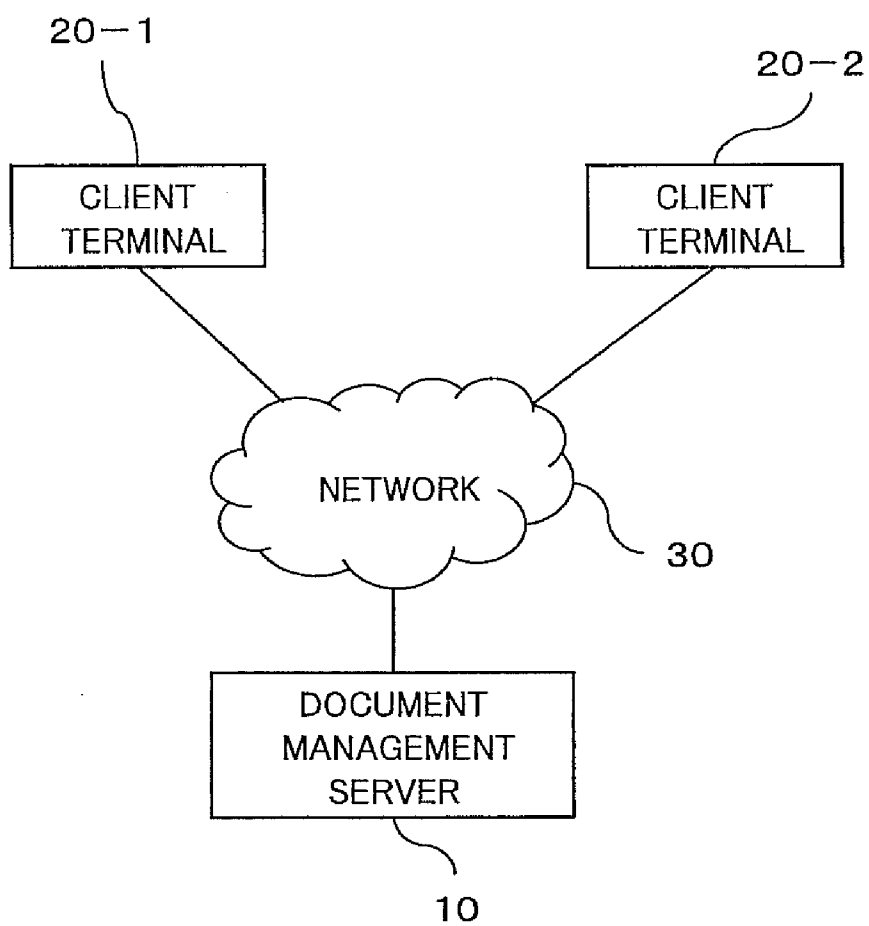 20-1
20-2
CLIENT
TERMINAL
CLIENT
TERMINAL
NETWORK
30
DOCUMENT
MANAGEMENT
SERVER
10